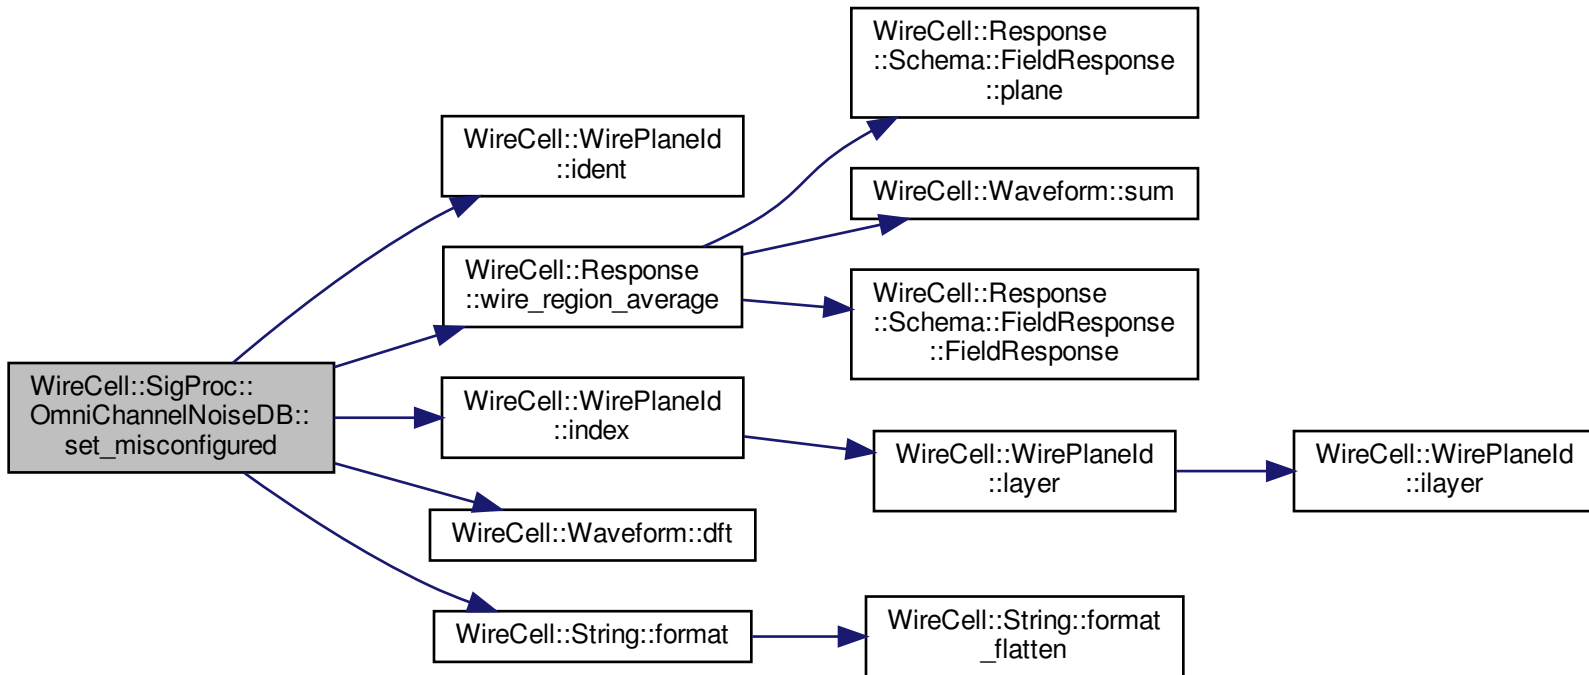 WireCell::Response
::Schema::FieldResponse
::plane
WireCell::WirePlaneId
::ident
WireCell::Waveform::sum
WireCell::Response
::wire_region_average
WireCell::Response
::Schema::FieldResponse
::FieldResponse
WireCell::SigProc::
OmniChannelNoiseDB::
set_misconfigured
WireCell::WirePlaneId
::index
WireCell::WirePlaneId
::layer
WireCell::WirePlaneId
::ilayer
WireCell::Waveform::dft
WireCell::String::format
WireCell::String::format
_flatten